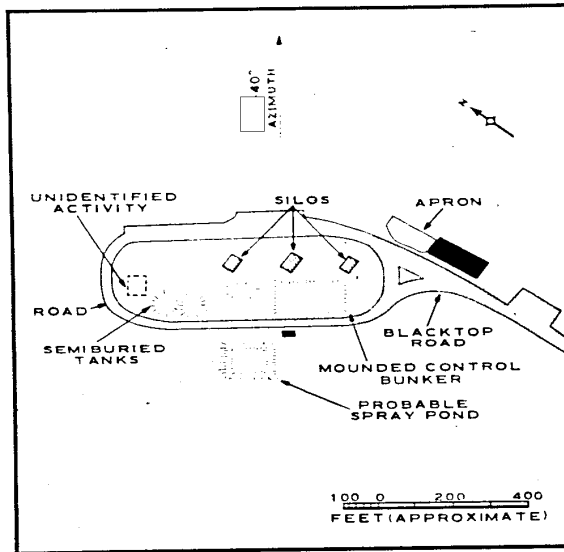 40°
AZIMUTH
N
UNIDENTIFIED
ACTIVITY
SILOS
APRON
ROAD
SEMIBURIED
TANKS
BLACKTOP
ROAD
MOUNDED CONTROL
BUNKER
PROBABLE
SPRAY POND
100 0 200 400
FEET (APPROXIMATE)